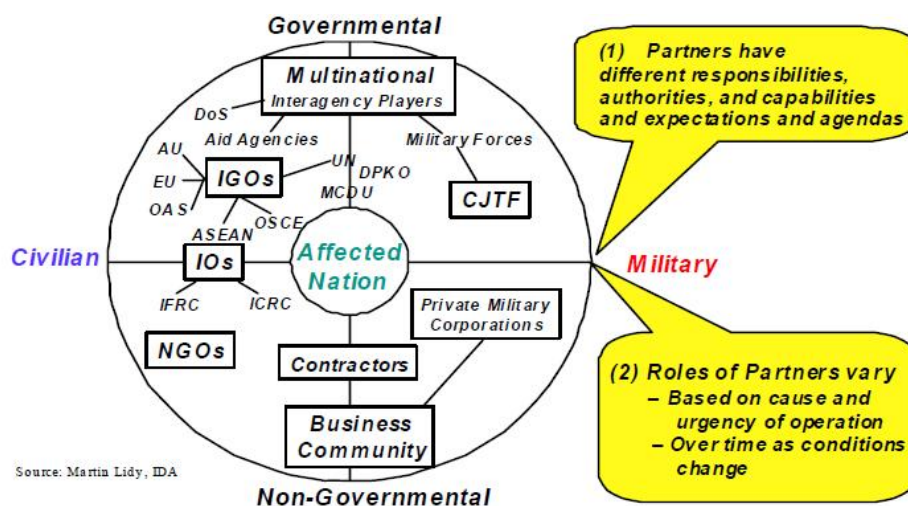 Governmental
Multinational
Interagency Players
DoS
Aid Agencies
Military Forces
AU
UN
DPKO
IGOs
EU
MCDU
CJTF
OAS
OSCE
ASEAN
Civilian
IOs
Affected
Nation
Military
IFRC
ICRC
Private Military
Corporations
NGOs
Contractors
Business
Community
Source: Martin Lidy, IDA
Non-Governmental
(1) Partners have
different responsibilities,
authorities, and capabilities
and expectations and agendas
(2) Roles of Partners vary
– Based on cause and
urgency of operation
– Over time as conditions
change